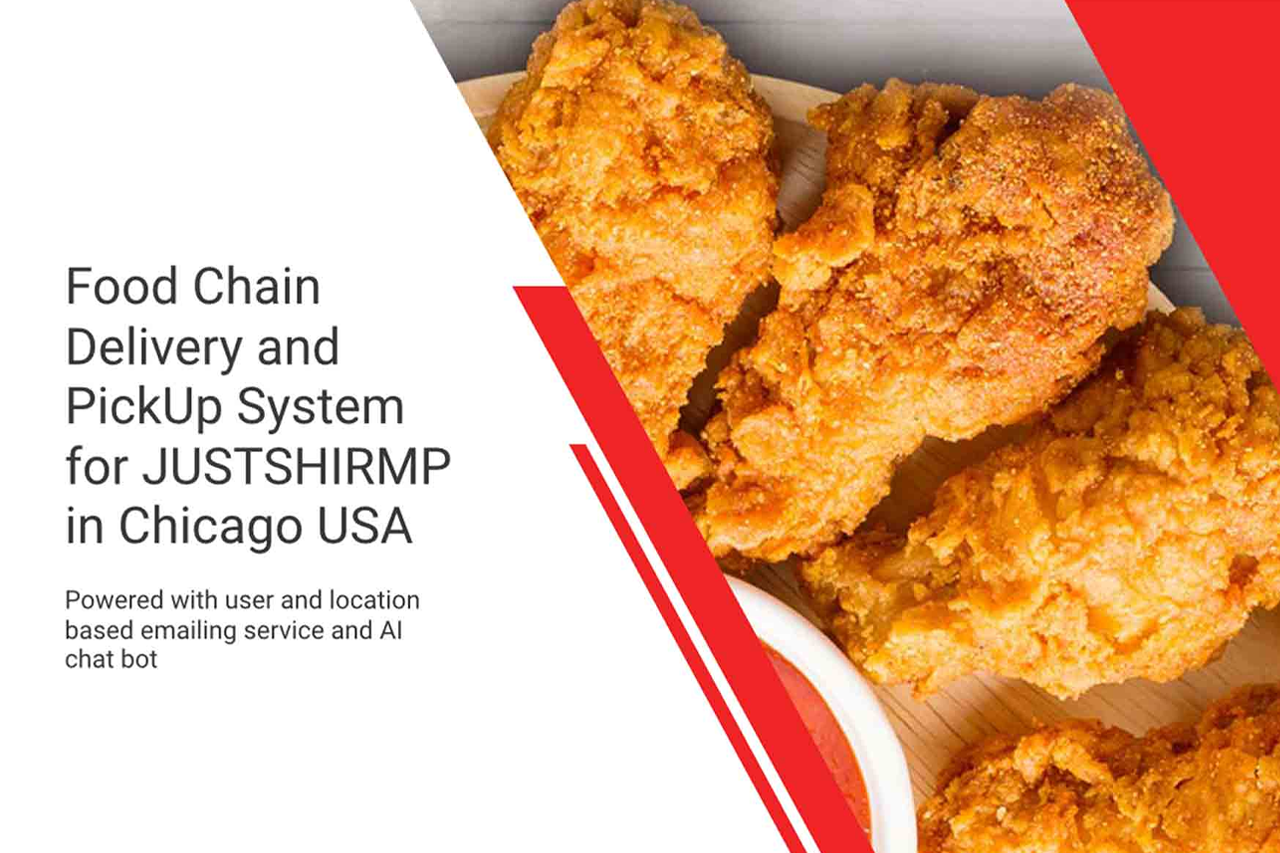 Food Chain
Delivery and
PickUp System
for JUSTSHIRMP
in Chicago USA
Powered with user and location
based emailing service and AI
chat bot